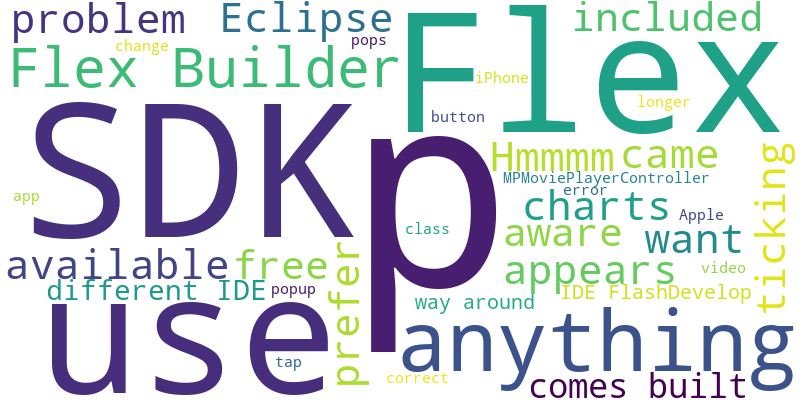 problem
Eclipse
included
change
pops
Flex
Flex Builder
iPhone
longer
SDK
button
p
Hmmmm
came
ticking
MPMoviePlayerController
error
app
charts
Apple
class
aware
want
available
free
prefer
appears
video
different IDE
popup
way around
IDE FlashDevelop
use
anything
tap
correct
comes built